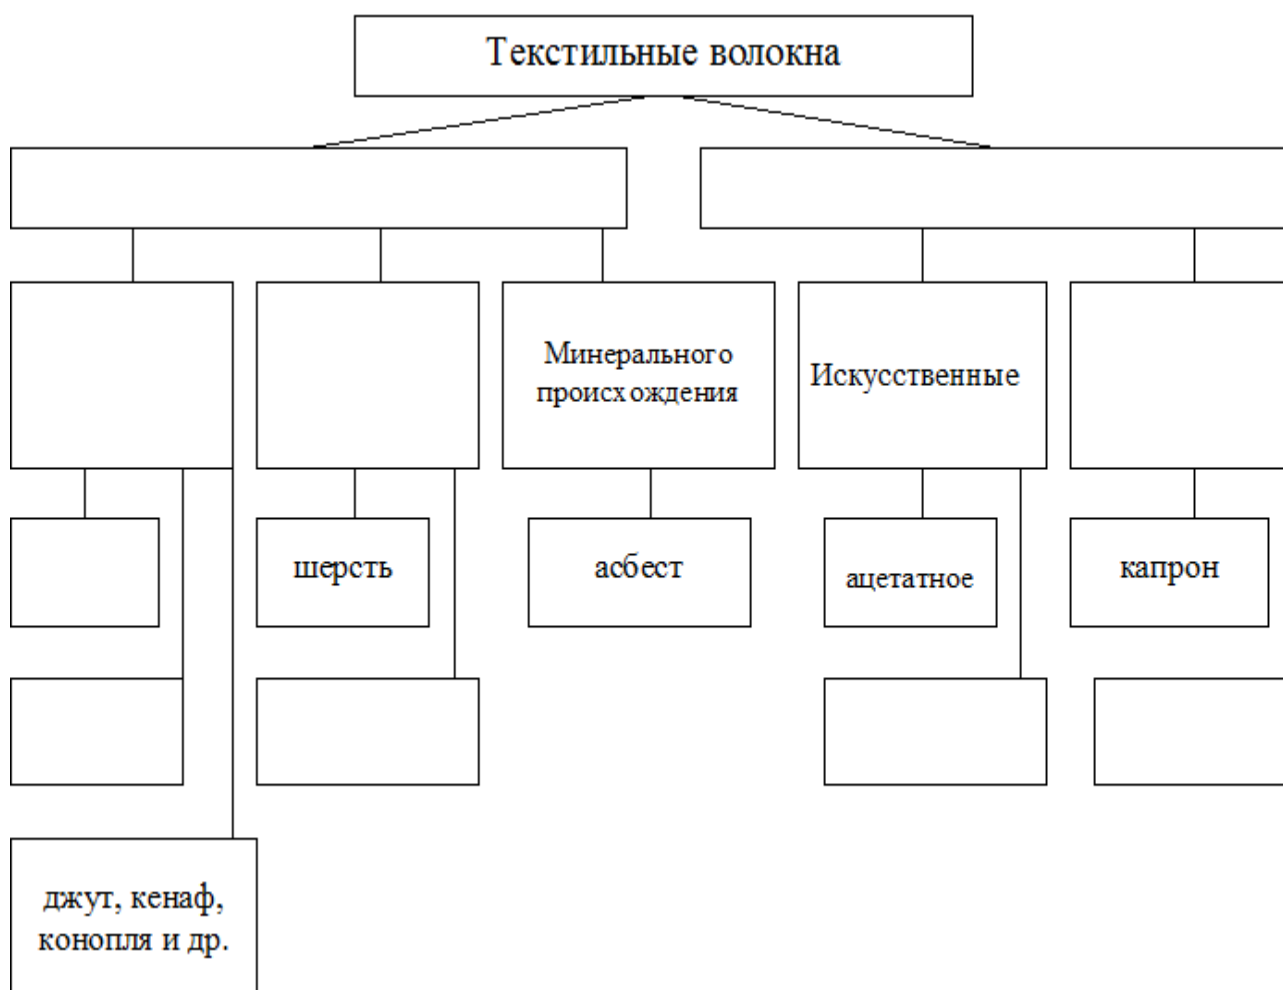 Текстильные волокна
Минерального
происхождения
Искусственные
шерсть
асбест
ацетатное
капрон
джут, кенаф,
конопля и др.